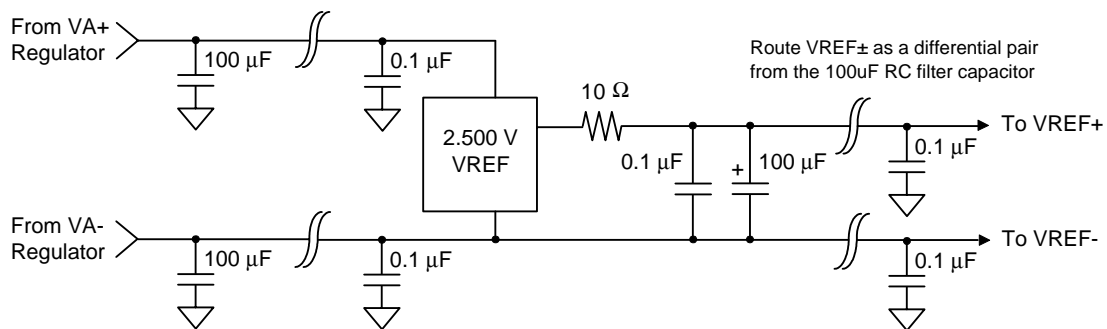 From VA+
Regulator
100 μF
0.1 μF
Route VREF± as a differential pair
from the 100uF RC filter capacitor
10 Ω
2.500 V
VREF
0.1 μF
+
100 μF
0.1 μF
To VREF+
From VA-
Regulator
100 μF
0.1 μF
0.1 μF
To VREF-